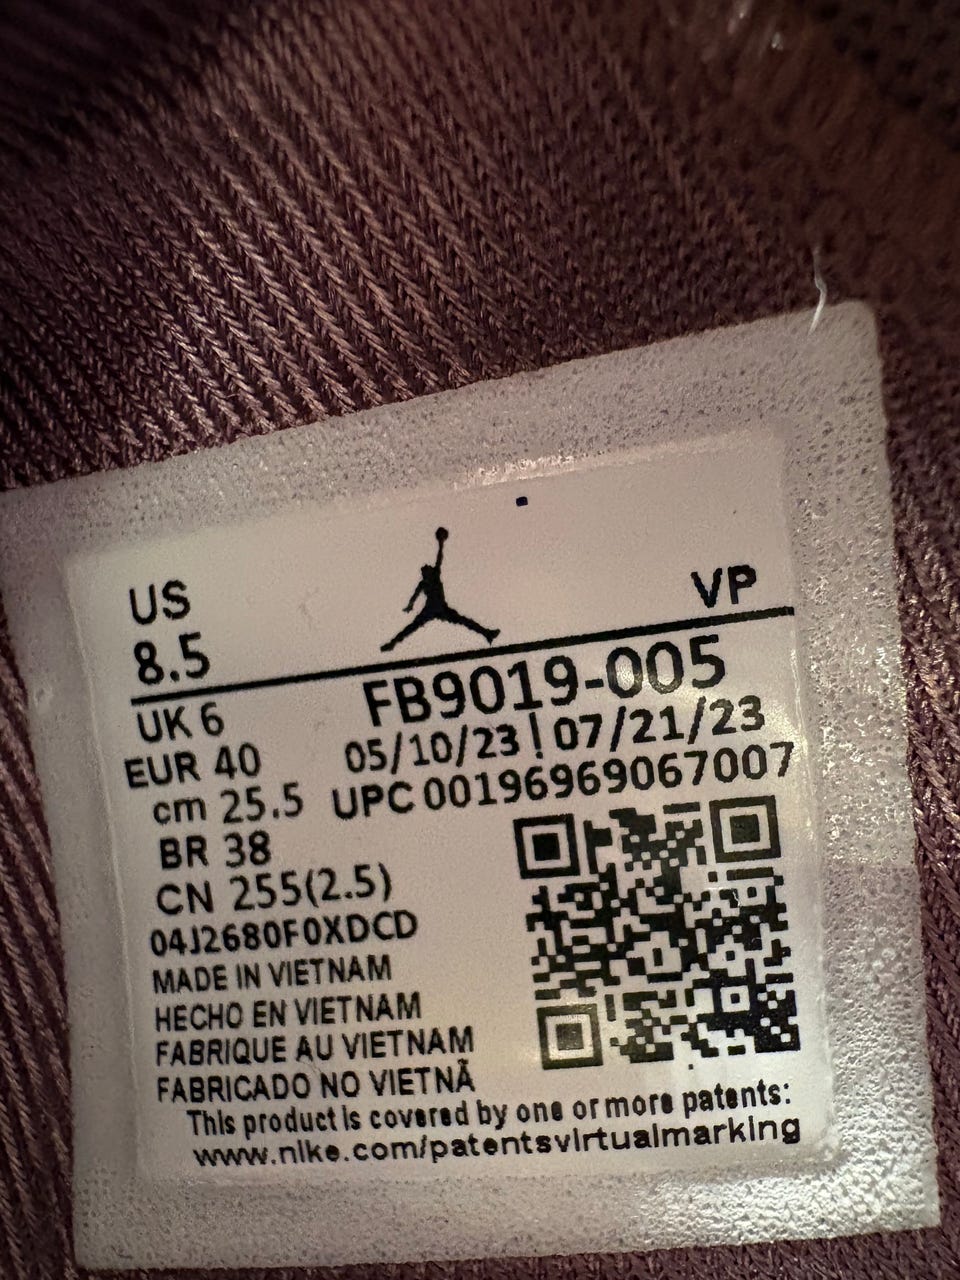 US
VP
8.5
UK 6
FB9019-005
EUR 40
05/10/23 | 07/21/23
cm 25.5
UPC 00196969067007
BR 38
CN 255(2.5)
04J2680F0XDCD
MADE IN VIETNAM
HECHO EN VIETNAM
FABRIQUE AU VIETNAM
FABRICADO NO VIETNÃ
This product is covered by one or more patents:
www.nike.com/patentsvirtualmarking